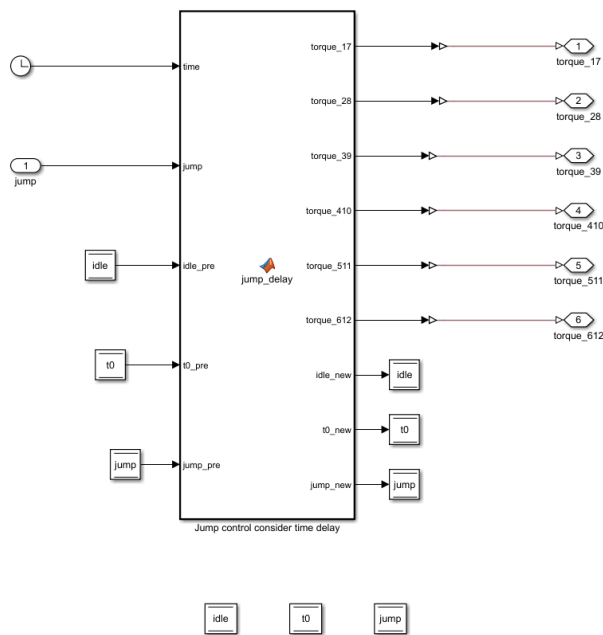 torque_17
1
torque_17
time
torque_28
2
torque_28
torque_39
3
torque_39
1
jump
jump
torque_410
4
torque_410
idle
idle_pre
jump_delay
torque_511
5
torque_511
torque_612
6
torque_612
t0
t0_pre
idle_new
idle
t0_new
t0
jump
jump_pre
jump_new
jump
Jump control consider time delay
idle
t0
jump